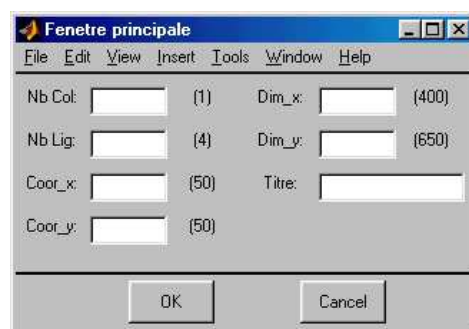 Fenetre principale
File Edit View Insert Tools Window Help
Nb Col: (1) Dim_x: (400)
Nb Lig: (4) Dim_y: (650)
Coor_x: (50) Titre:
Coor_y: (50)
OK Cancel